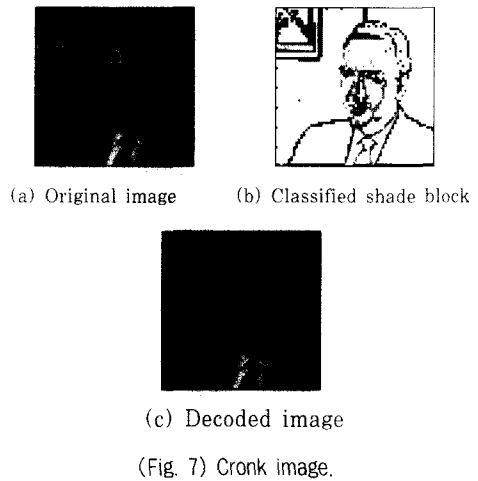 (a) Original image
(b) Classified shade block
(c) Decoded image
(Fig. 7) Cronk image.